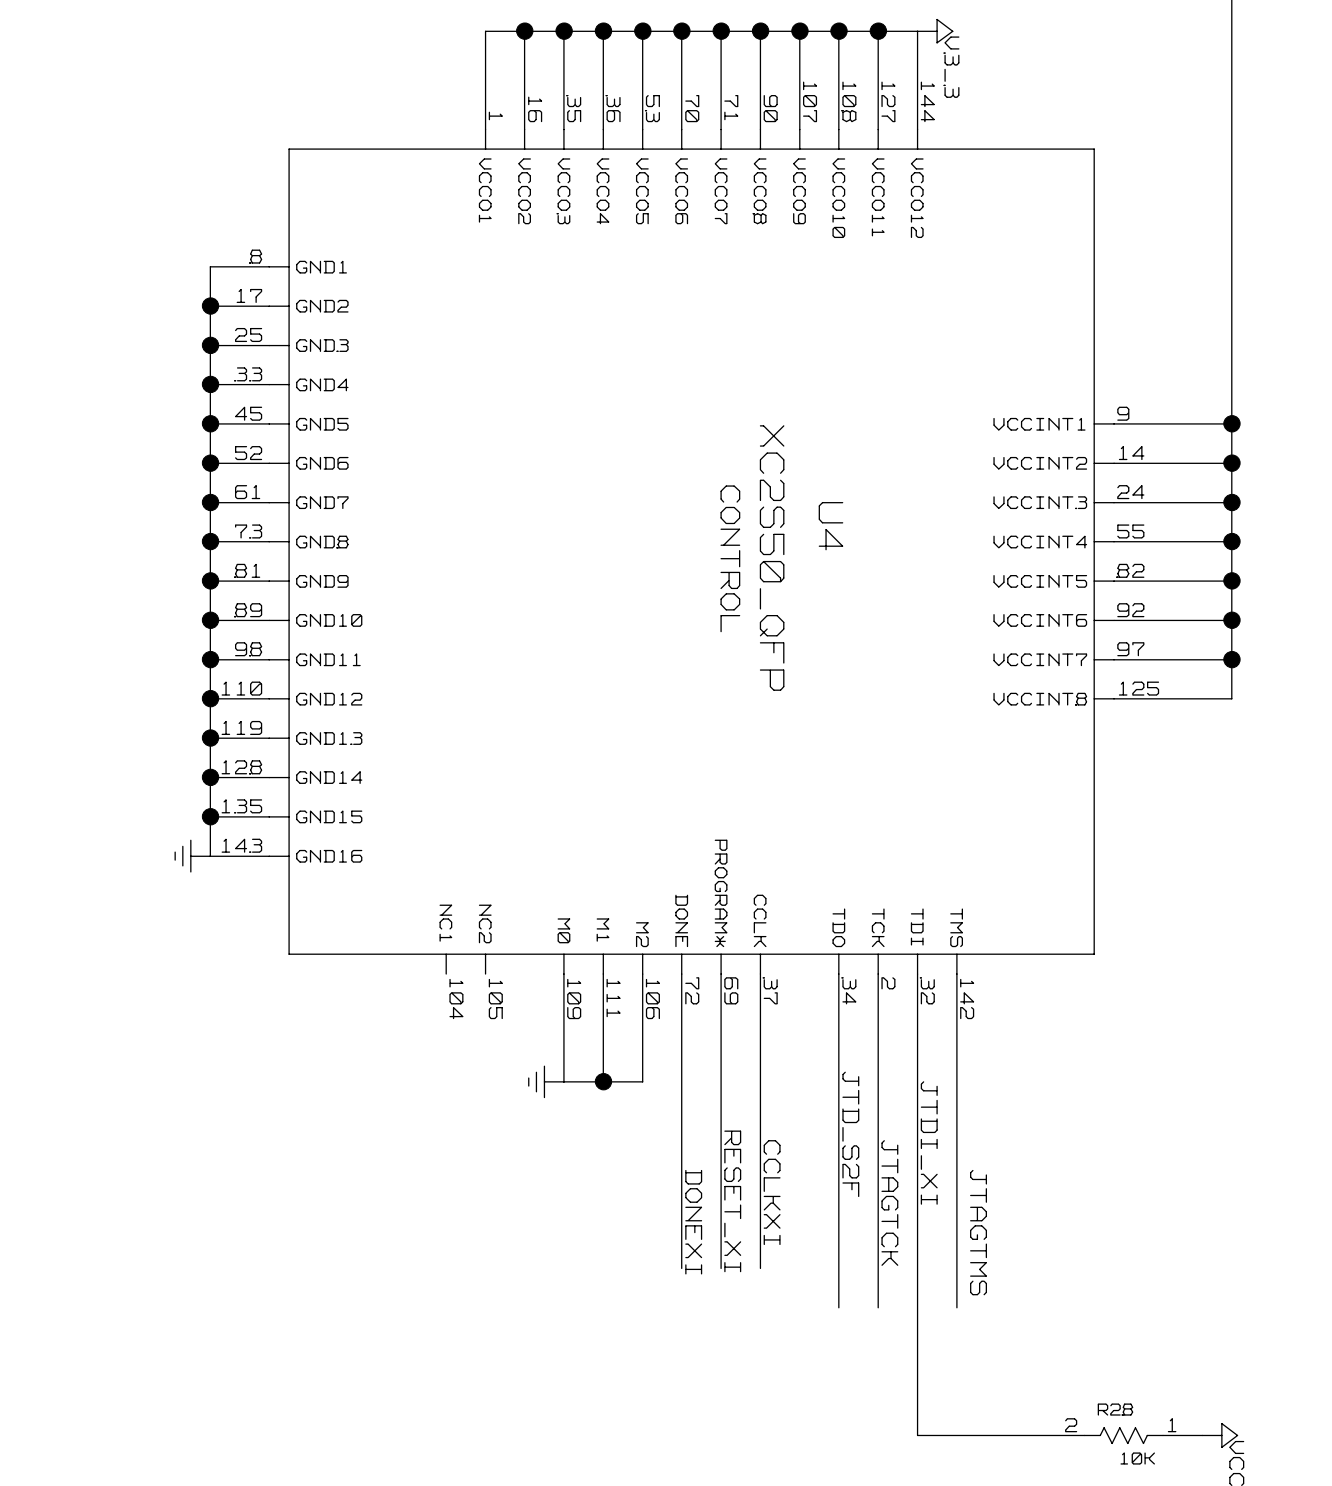 V3_3
1
16
35
36
53
70
71
90
107
108
127
144
VCCO1
VCCO2
VCCO3
VCCO4
VCCO5
VCCO6
VCCO7
VCCO8
VCCO9
VCCO10
VCCO11
VCCO12
8 GND1
17 GND2
25 GND3
33 GND4
45 GND5
52 GND6
61 GND7
73 GND8
81 GND9
89 GND10
98 GND11
110 GND12
119 GND13
128 GND14
135 GND15
143 GND16
U4
XC2S50_QFP
CONTROL
VCCINT1 9
VCCINT2 14
VCCINT3 24
VCCINT4 55
VCCINT5 82
VCCINT6 92
VCCINT7 97
VCCINT8 125
NC1
NC2
M0
M1
M2
DONE
PROGRAM*
CCLK
TDO
TCK
TDI
TMS
104
105
109
111
106
72
69
37
34
2
32
142
DONEXI
RESET_XI
CCLKXI
JTD_S2F
JTAGTCK
JTDI_XI
JTAGTMS
R28
2 1
10K
VCC